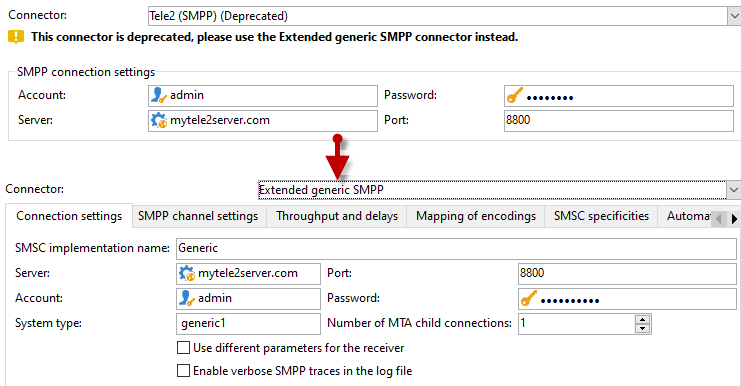 Connector: Tele2 (SMPP) (Deprecated)
This connector is deprecated, please use the Extended generic SMPP connector instead.
SMPP connection settings
Account: admin Password: ••••••••
Server: mytele2server.com Port: 8800
Connector: Extended generic SMPP
Connection settings SMPP channel settings Throughput and delays Mapping of encodings SMSC specificities Automat
SMSC implementation name: Generic
Server: mytele2server.com Port: 8800
Account: admin Password: ••••••••••
System type: generic1 Number of MTA child connections: 1
Use different parameters for the receiver
Enable verbose SMPP traces in the log file